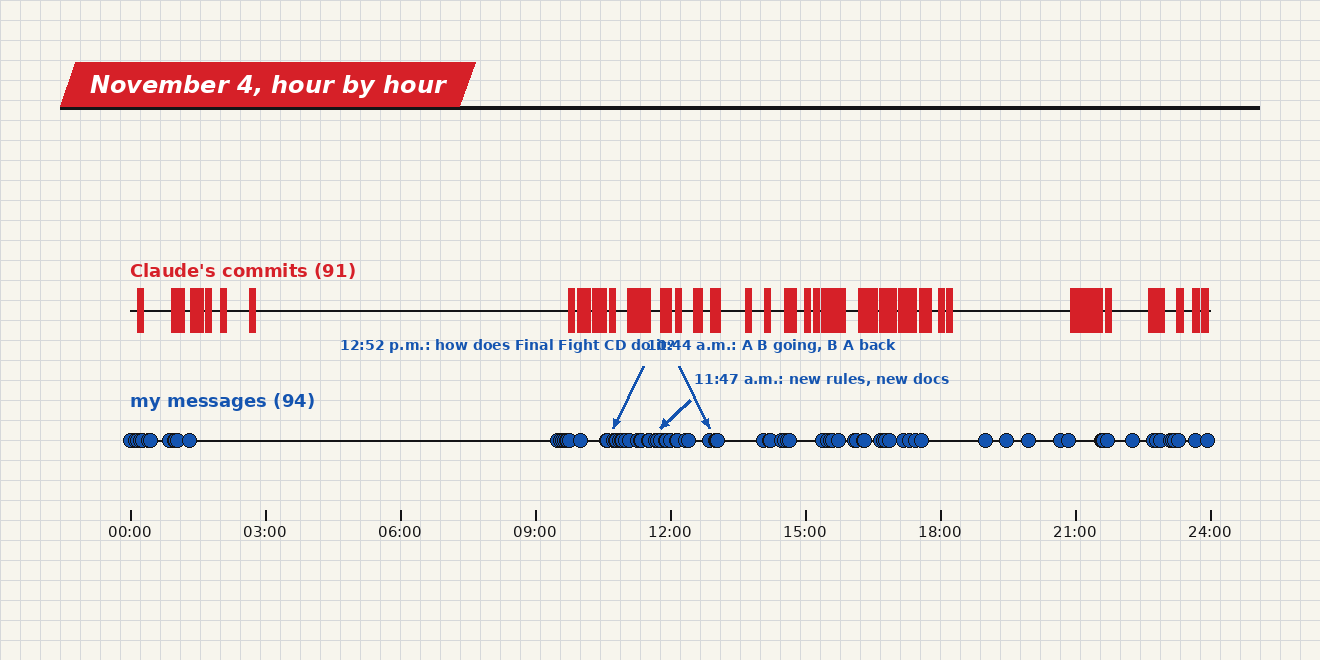 November 4, hour by hour
Claude's commits (91)
12:52 p.m.: how does Final Fight CD do it?
10:44 a.m.: A B going, B A back
11:47 a.m.: new rules, new docs
my messages (94)
00:00 03:00 06:00 09:00 12:00 15:00 18:00 21:00 24:00